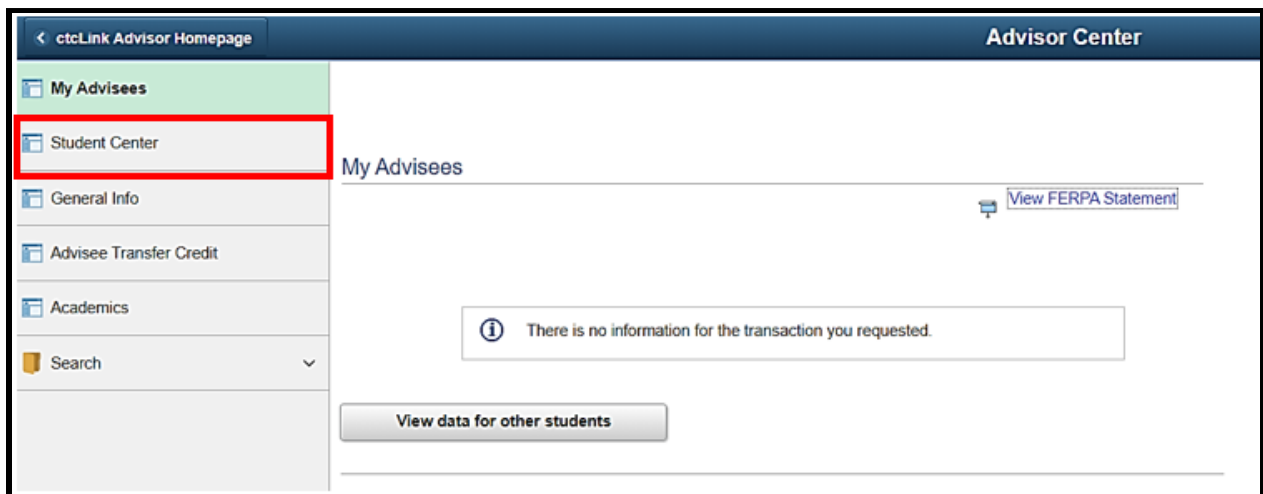 ctcLink Advisor Homepage
Advisor Center
My Advisees
Student Center
General Info
Advisee Transfer Credit
Academics
Search
My Advisees
View FERPA Statement
There is no information for the transaction you requested.
View data for other students